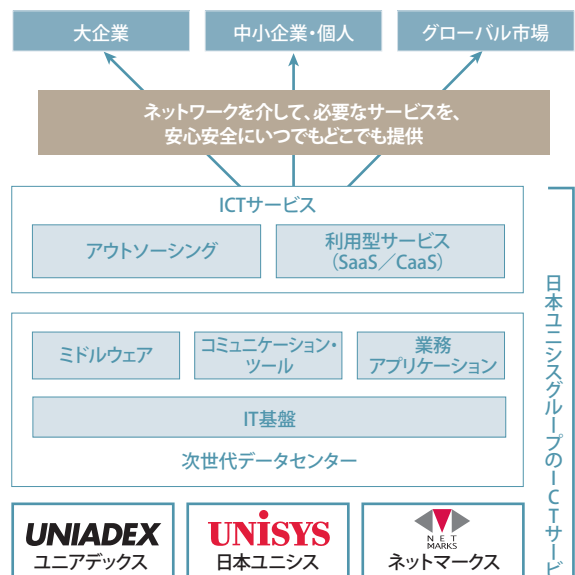 大企業
中小企業・個人
グローバル市場
ネットワークを介して、必要なサービスを、
安心安全にいつでもどこでも提供
ICTサービス
アウトソーシング
利用型サービス
（SaaS／CaaS）
ミドルウェア
コミュニケーション・
ツール
業務
アプリケーション
IT基盤
次世代データセンター
UNIADEX
ユニアデックス
UNISYS
日本ユニシス
NET
MARKS
ネットマークス
日本ユニシスグループのICTサービ